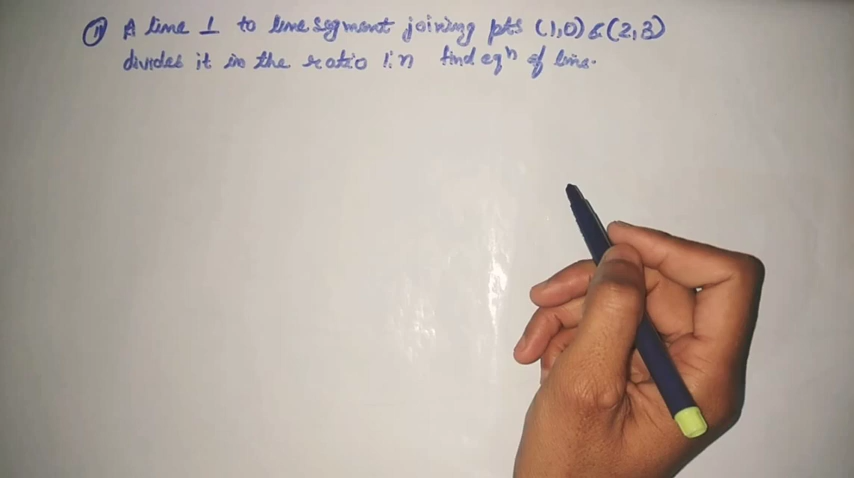 11 A line ⊥ to line segment joining pts (1,0) & (2,3)
divides it in the ratio 1:n find eqⁿ of line.